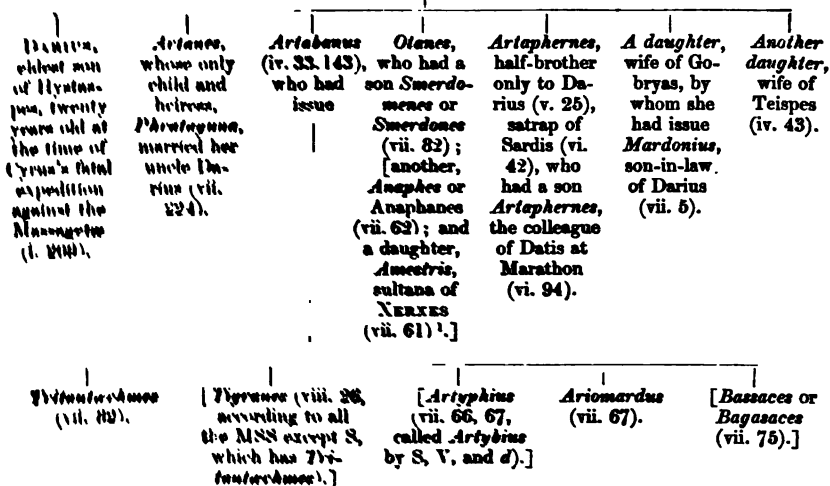 DARIUS,
eldest son
of Hystas-
pes, twenty
years old at
the time of
Cyrus's fatal
expedition
against the
Massagetae
(i. 209).
Artanes,
whose only
child and
heiress,
Phratagune,
married her
uncle Da-
rius (vii.
224).
Artabanus
(iv. 33. 143),
who had
issue
Otanes,
who had a
son Smerdo-
menes or
Smerdones
(vii. 82);
[another,
Anaphes or
Anaphanes
(vii. 62); and
a daughter,
Amestris,
sultana of
XERXES
(vii. 61)¹.]
Artaphernes,
half-brother
only to Da-
rius (v. 25),
satrap of
Sardis (vi.
42), who
had a son
Artaphernes,
the colleague
of Datis at
Marathon
(vi. 94).
A daughter,
wife of Go-
bryas, by
whom she
had issue
Mardonius,
son-in-law
of Darius
(vii. 5).
Another
daughter,
wife of
Teispes
(iv. 43).
Tritantaechmes
(vii. 82).
[Tigranes (viii. 26,
according to all
the MSS except S,
which has Tri-
tantaechmes).]
[Artyphius
(vii. 66, 67,
called Artybius
by S, V, and d).]
Ariomardus
(vii. 67).
[Bassaces or
Bagasaces
(vii. 75).]